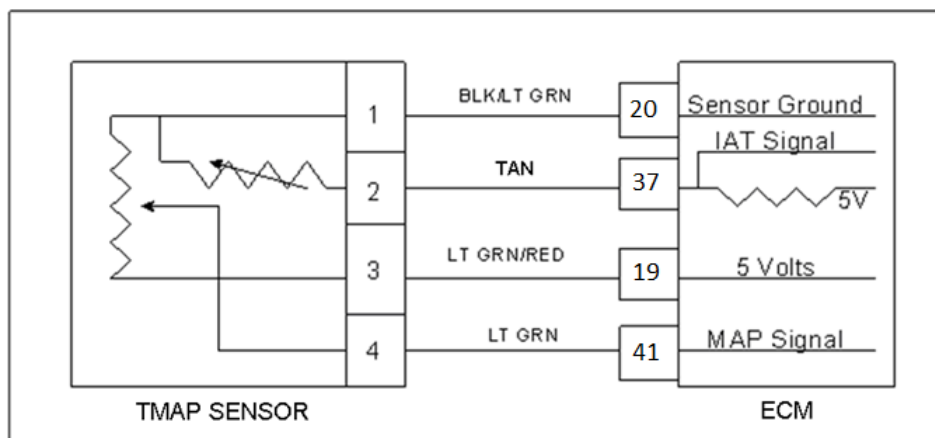 1 BLK/LT GRN 20 Sensor Ground
IAT Signal
2 TAN 37 5V
3 LT GRN/RED 19 5 Volts
4 LT GRN 41 MAP Signal
TMAP SENSOR ECM